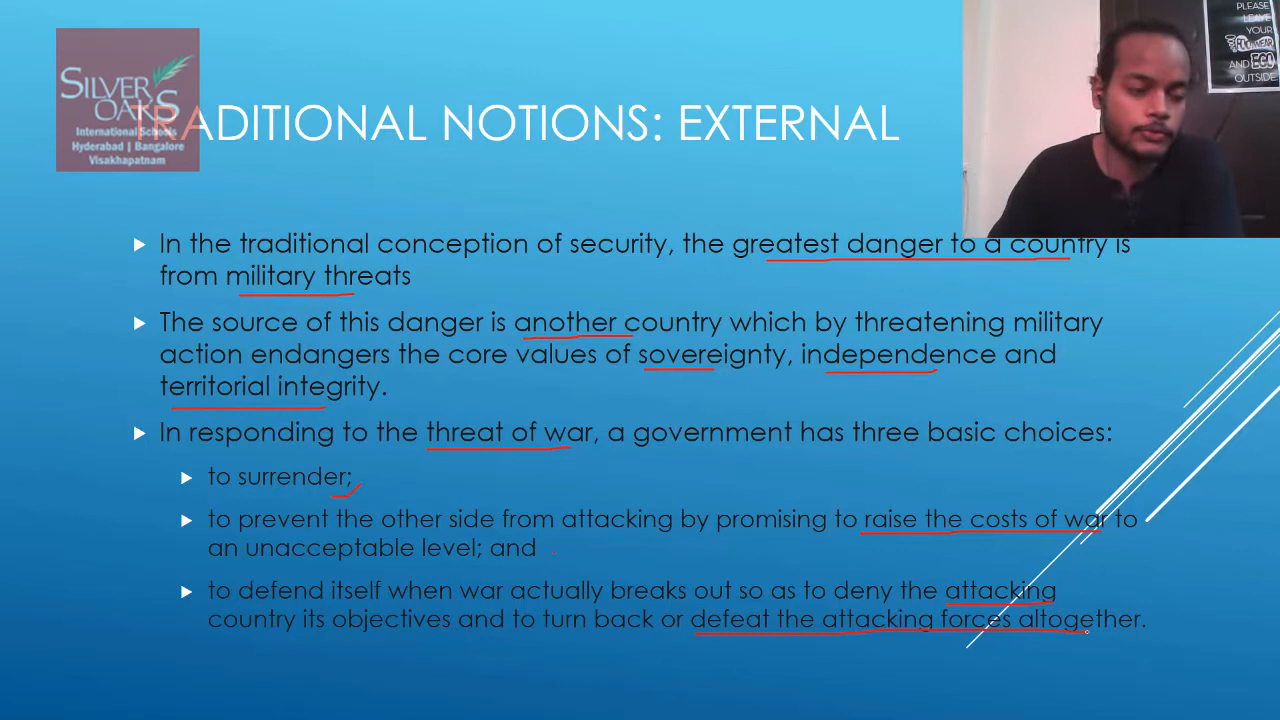 SILVER OAKS
International Schools
Hyderabad | Bangalore
Visakhapatnam
TRADITIONAL NOTIONS: EXTERNAL
PLEASE
LEAVE
YOUR
FOOTWEAR
AND EGO
OUTSIDE
In the traditional conception of security, the greatest danger to a country is
from military threats
The source of this danger is another country which by threatening military
action endangers the core values of sovereignty, independence and
territorial integrity.
In responding to the threat of war, a government has three basic choices:
to surrender;
to prevent the other side from attacking by promising to raise the costs of war to
an unacceptable level; and
to defend itself when war actually breaks out so as to deny the attacking
country its objectives and to turn back or defeat the attacking forces altogether.